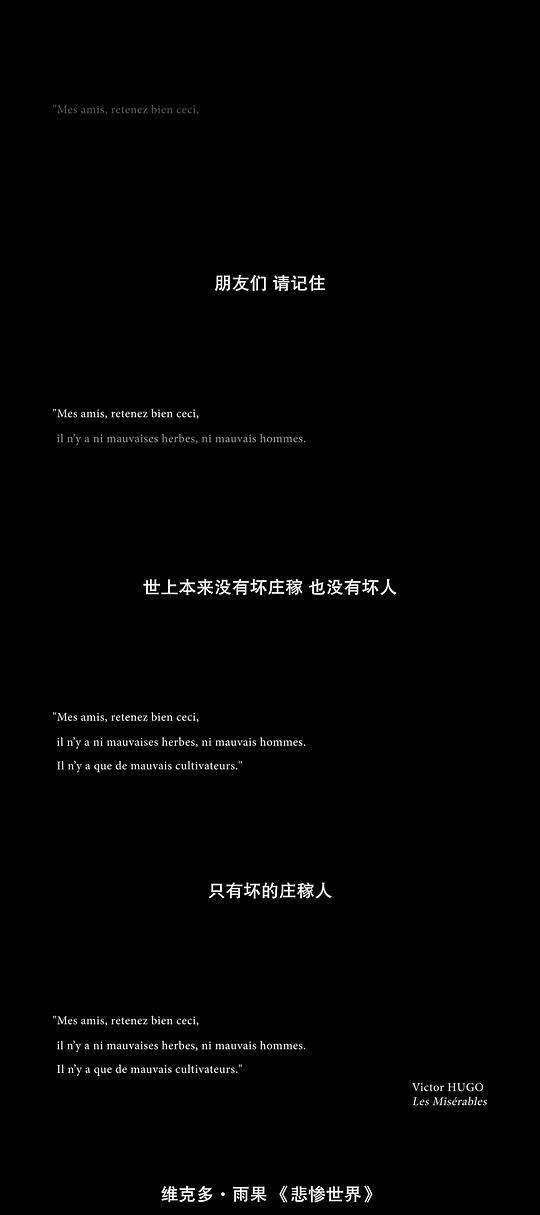 "Mes amis, retenez bien ceci,
朋友们 请记住
"Mes amis, retenez bien ceci,
il n'y a ni mauvaises herbes, ni mauvais hommes.
世上本来没有坏庄稼 也没有坏人
"Mes amis, retenez bien ceci,
il n'y a ni mauvaises herbes, ni mauvais hommes.
Il n'y a que de mauvais cultivateurs."
只有坏的庄稼人
"Mes amis, retenez bien ceci,
il n'y a ni mauvaises herbes, ni mauvais hommes.
Il n'y a que de mauvais cultivateurs."
Victor HUGO
Les Misérables
维克多·雨果《悲惨世界》